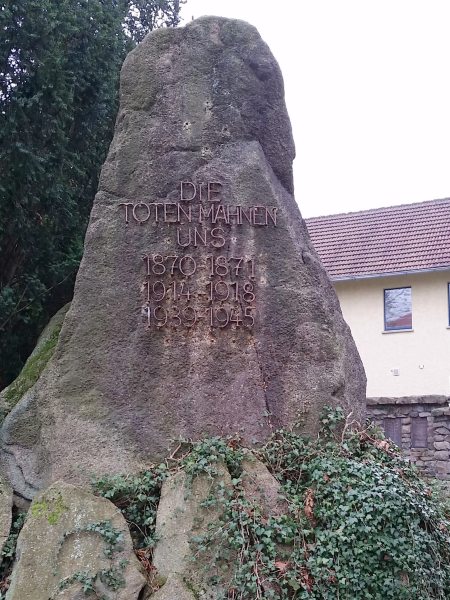 DIE
TOTEN MAHNEN
UNS
1870-1871
1914-1918
1939-1945